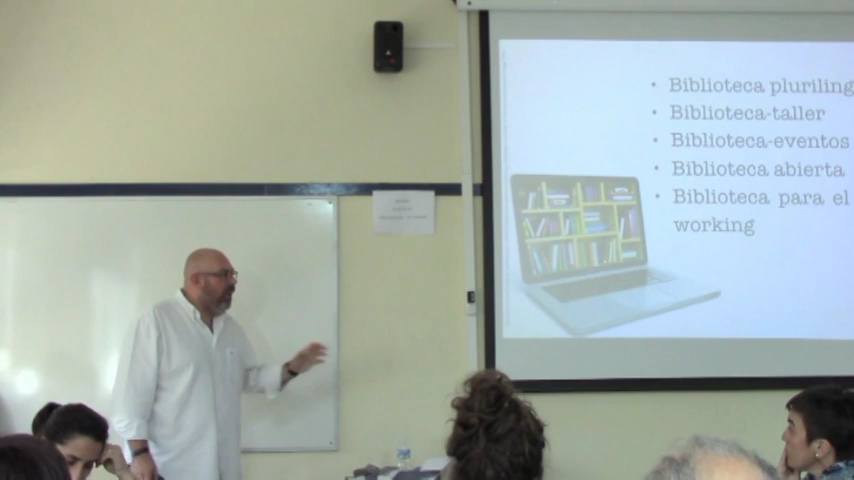 • Biblioteca pluriling
• Biblioteca-taller
• Biblioteca-eventos
• Biblioteca abierta
• Biblioteca para el
working